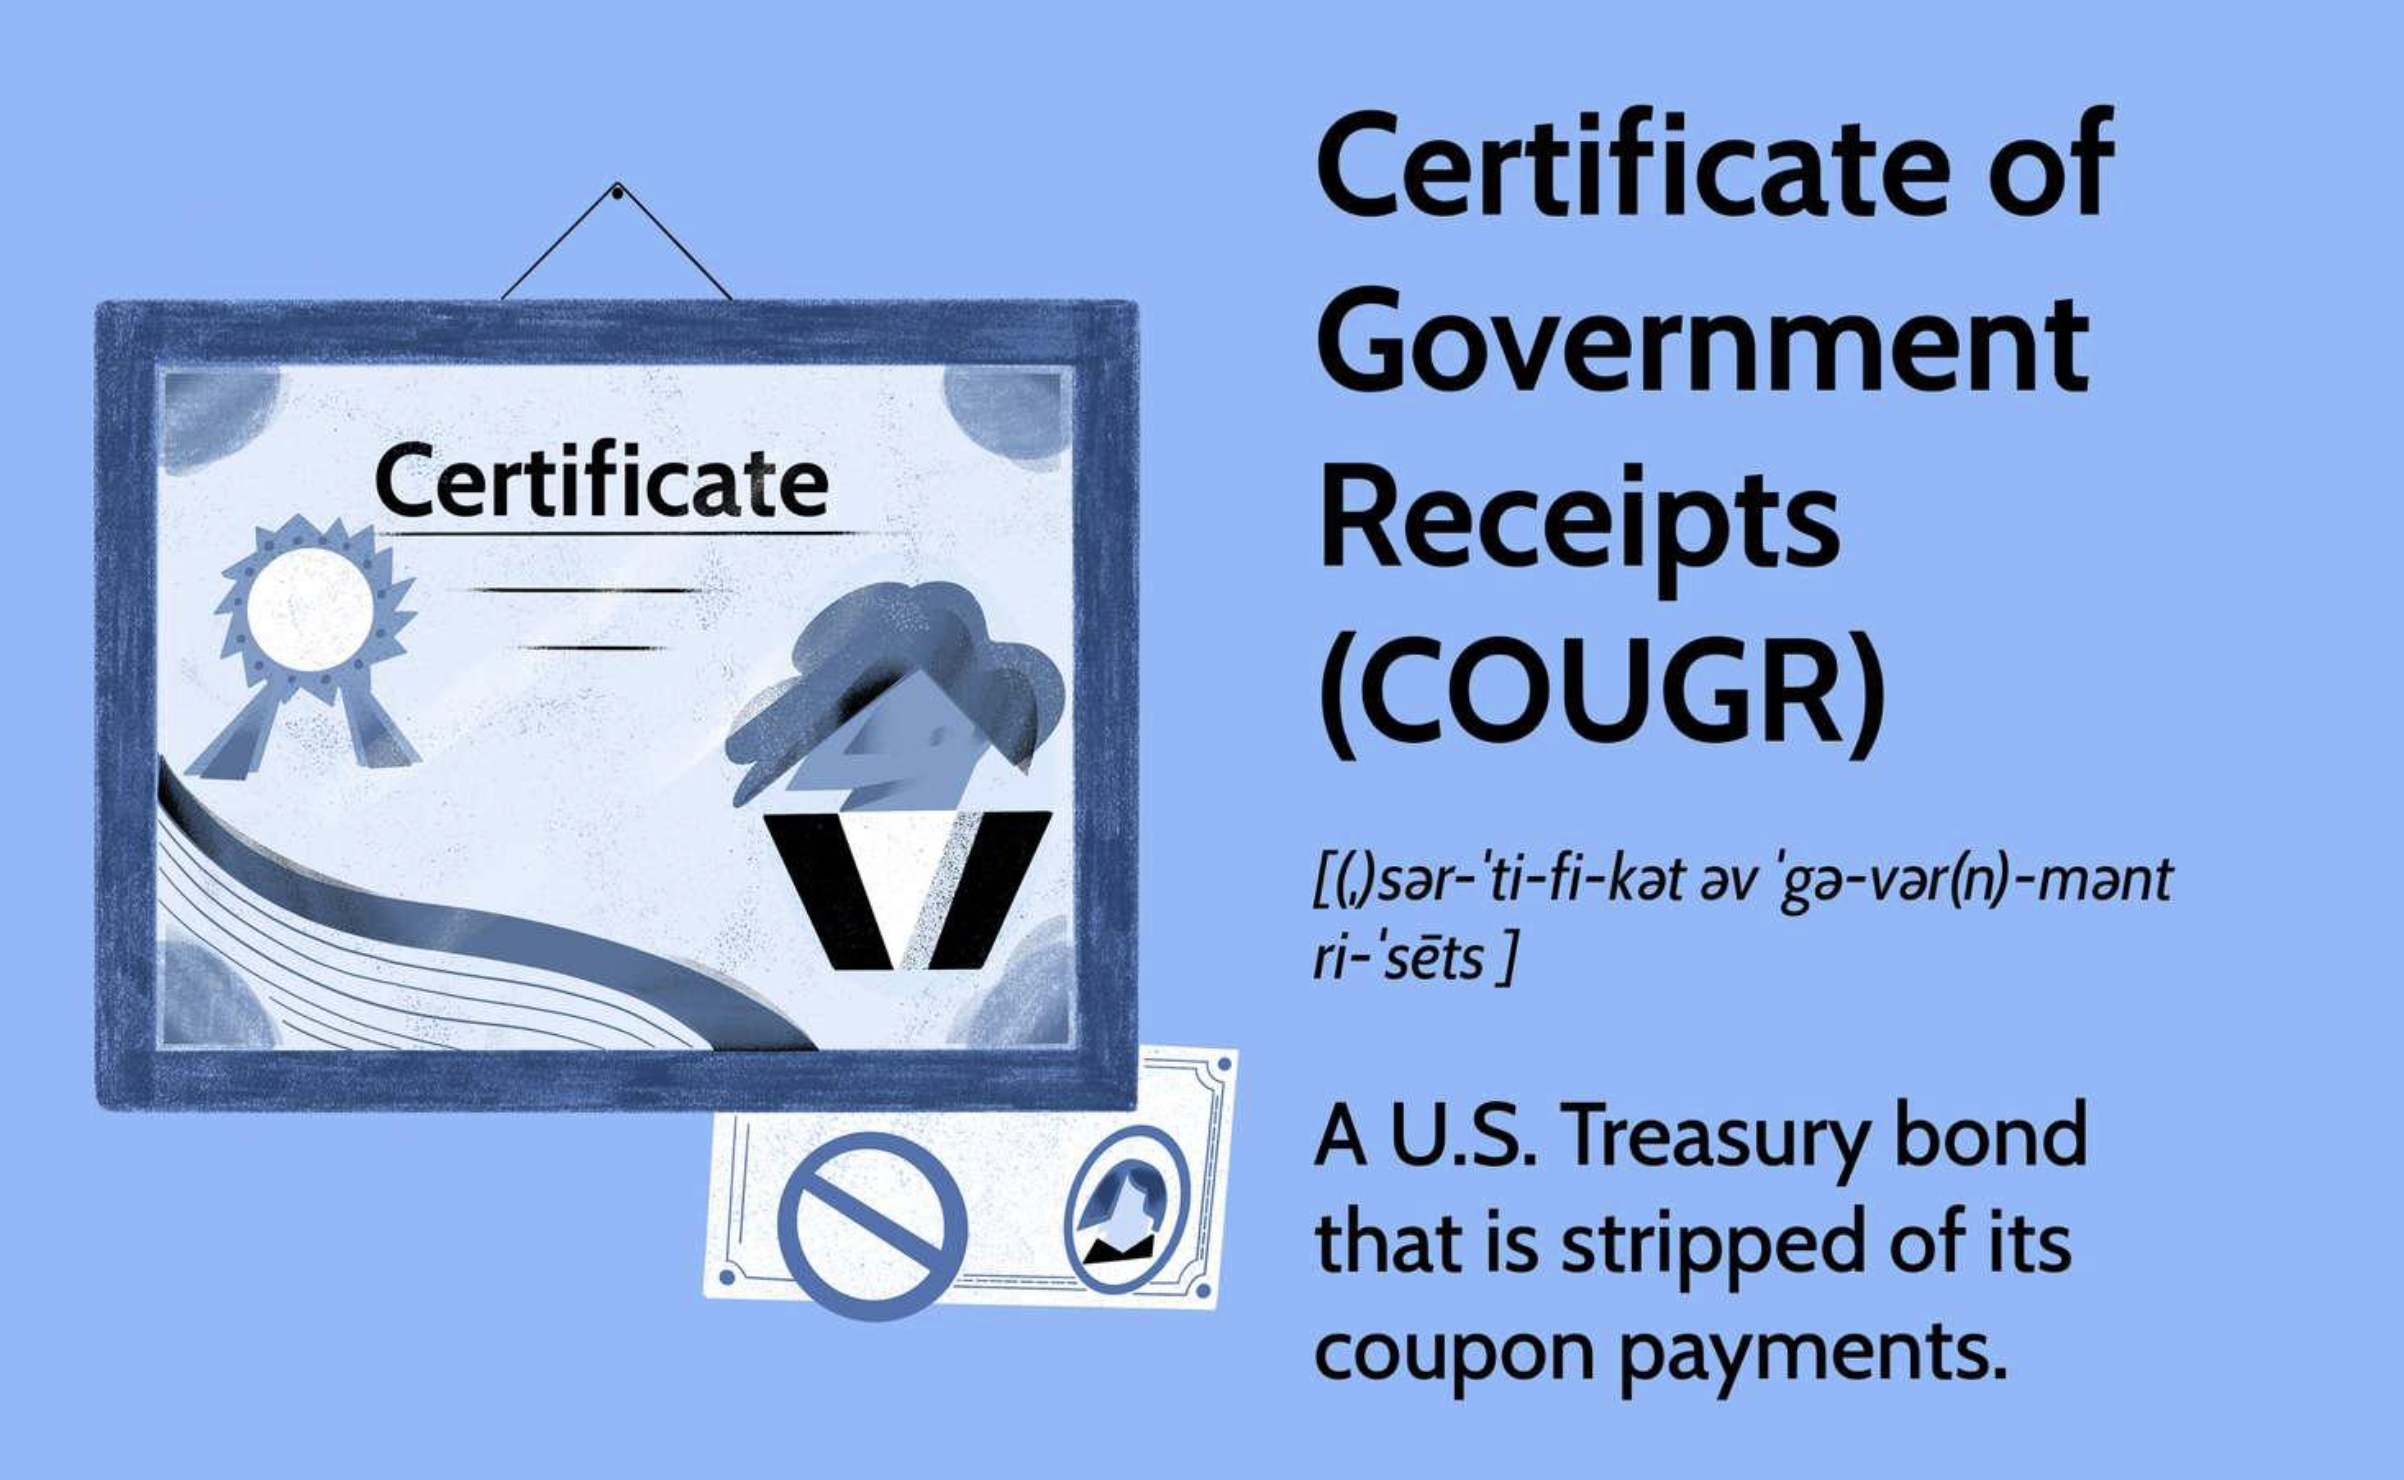 Certificate
Certificate of
Government
Receipts
(COUGR)
[(ˌ)sər-ˈti-fi-kət əv ˈgə-vər(n)-mənt
ri-ˈsēts ]
A U.S. Treasury bond
that is stripped of its
coupon payments.